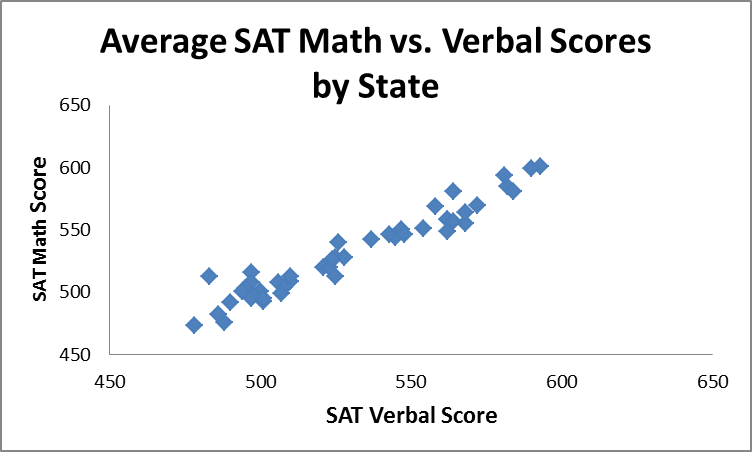 Average SAT Math vs. Verbal Scores
by State
650
600
550
500
450
SAT Math Score
450 500 550 600 650
SAT Verbal Score